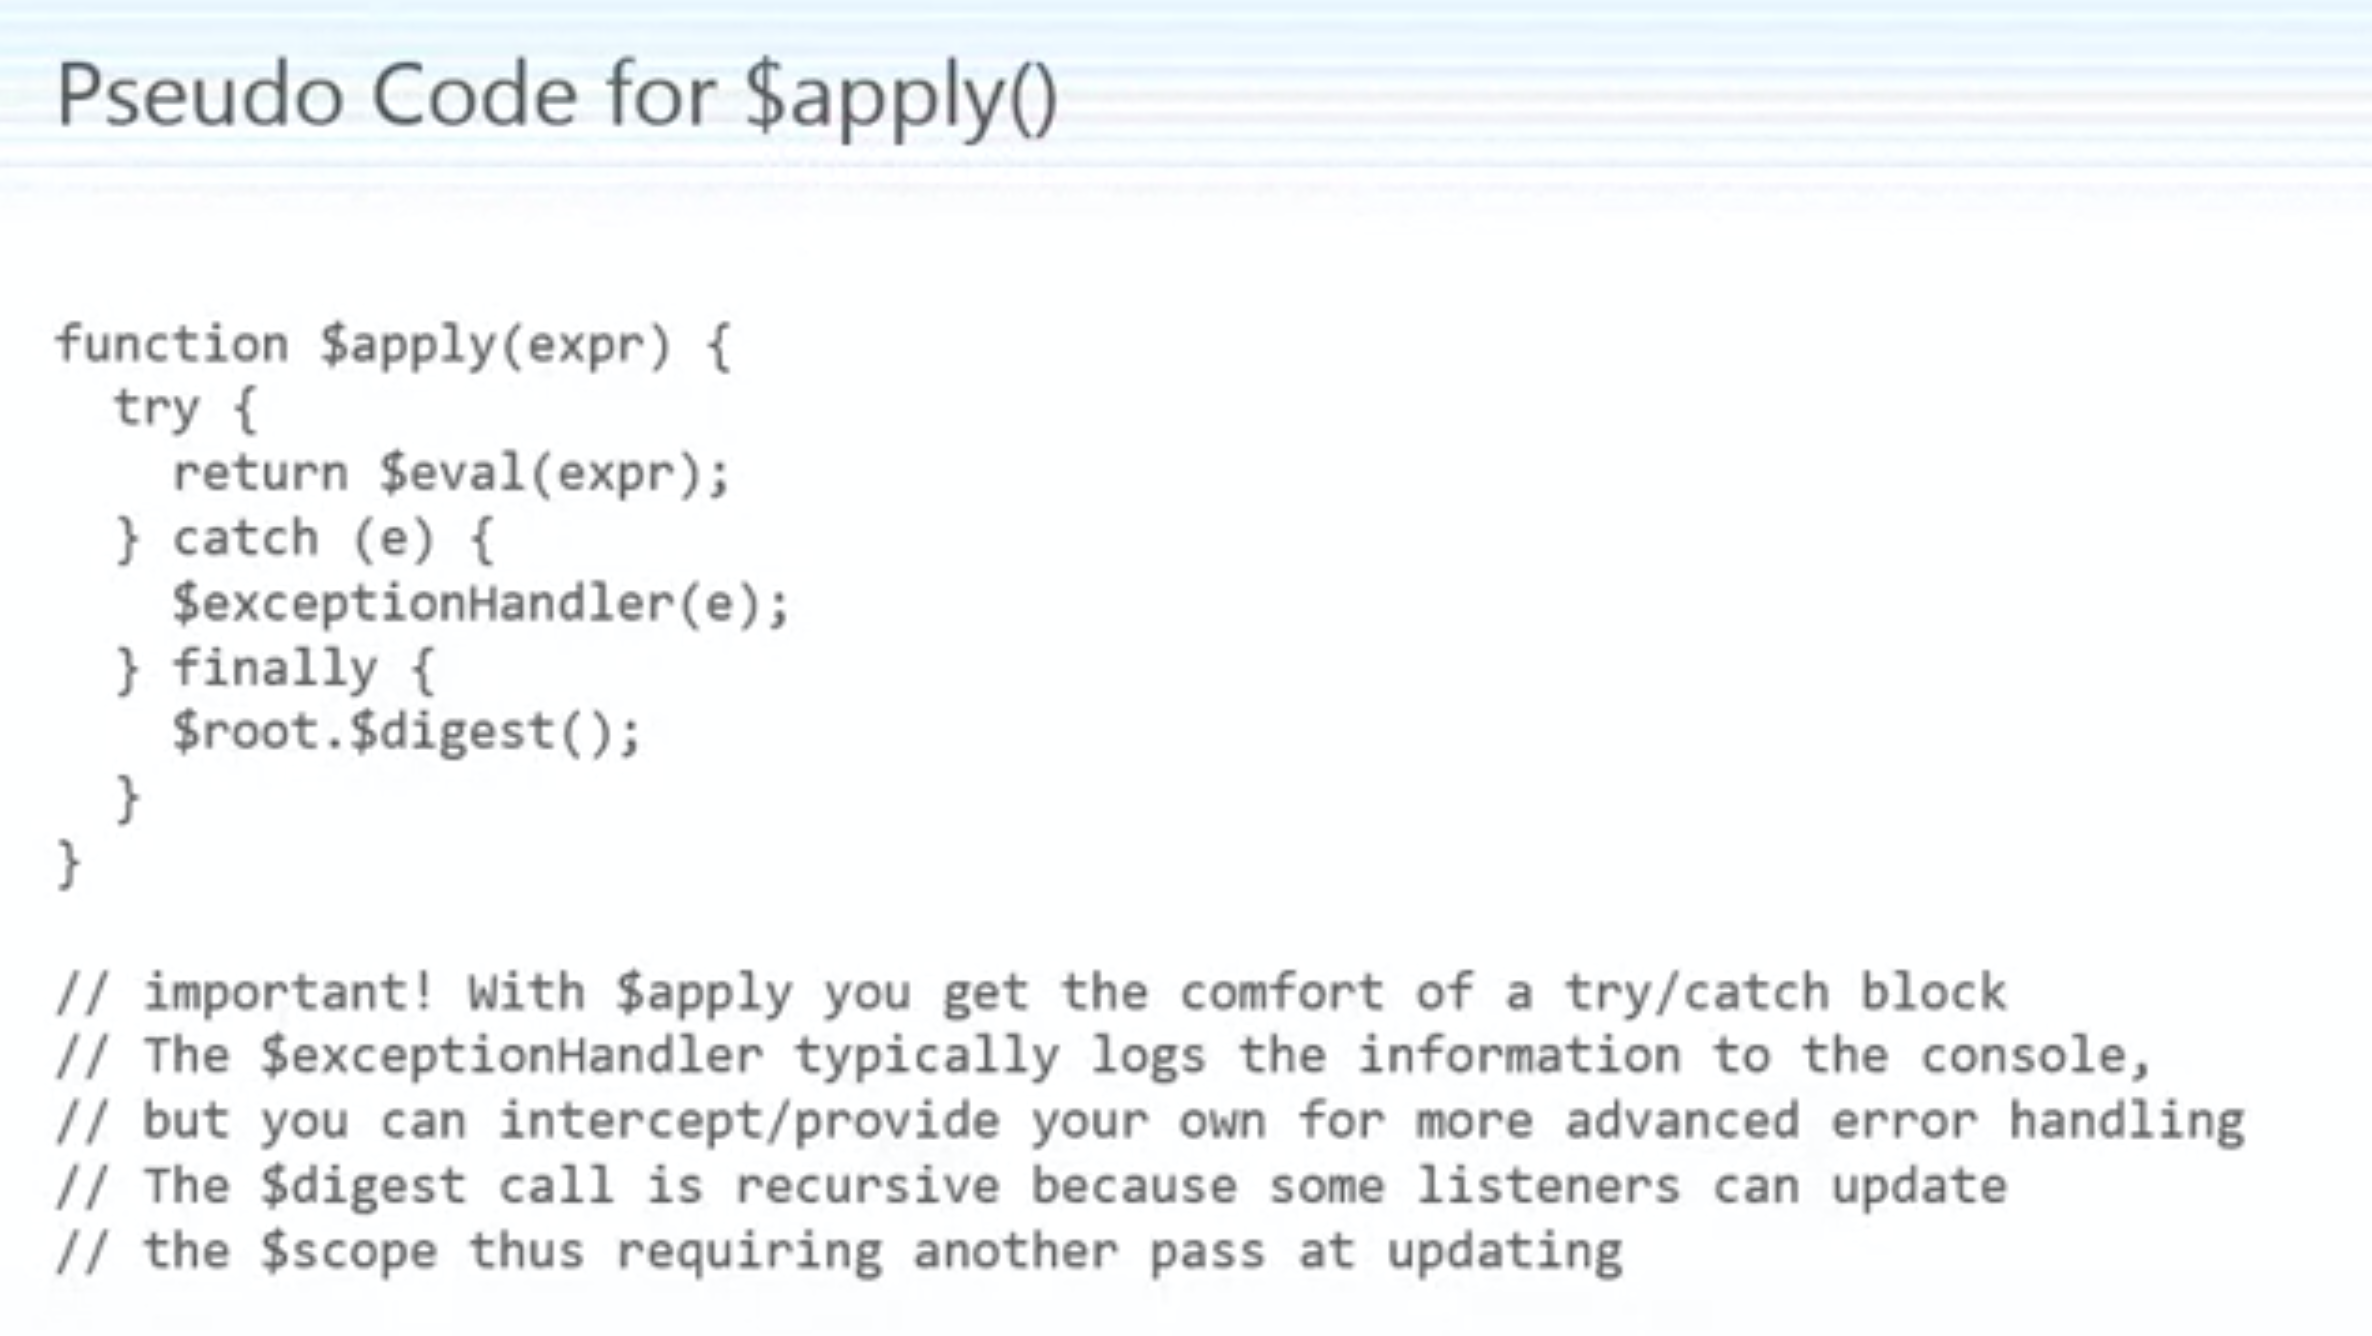 Pseudo Code for $apply()
function $apply(expr) {
  try {
    return $eval(expr);
  } catch (e) {
    $exceptionHandler(e);
  } finally {
    $root.$digest();
  }
}
// important! With $apply you get the comfort of a try/catch block
// The $exceptionHandler typically logs the information to the console,
// but you can intercept/provide your own for more advanced error handling
// The $digest call is recursive because some listeners can update
// the $scope thus requiring another pass at updating